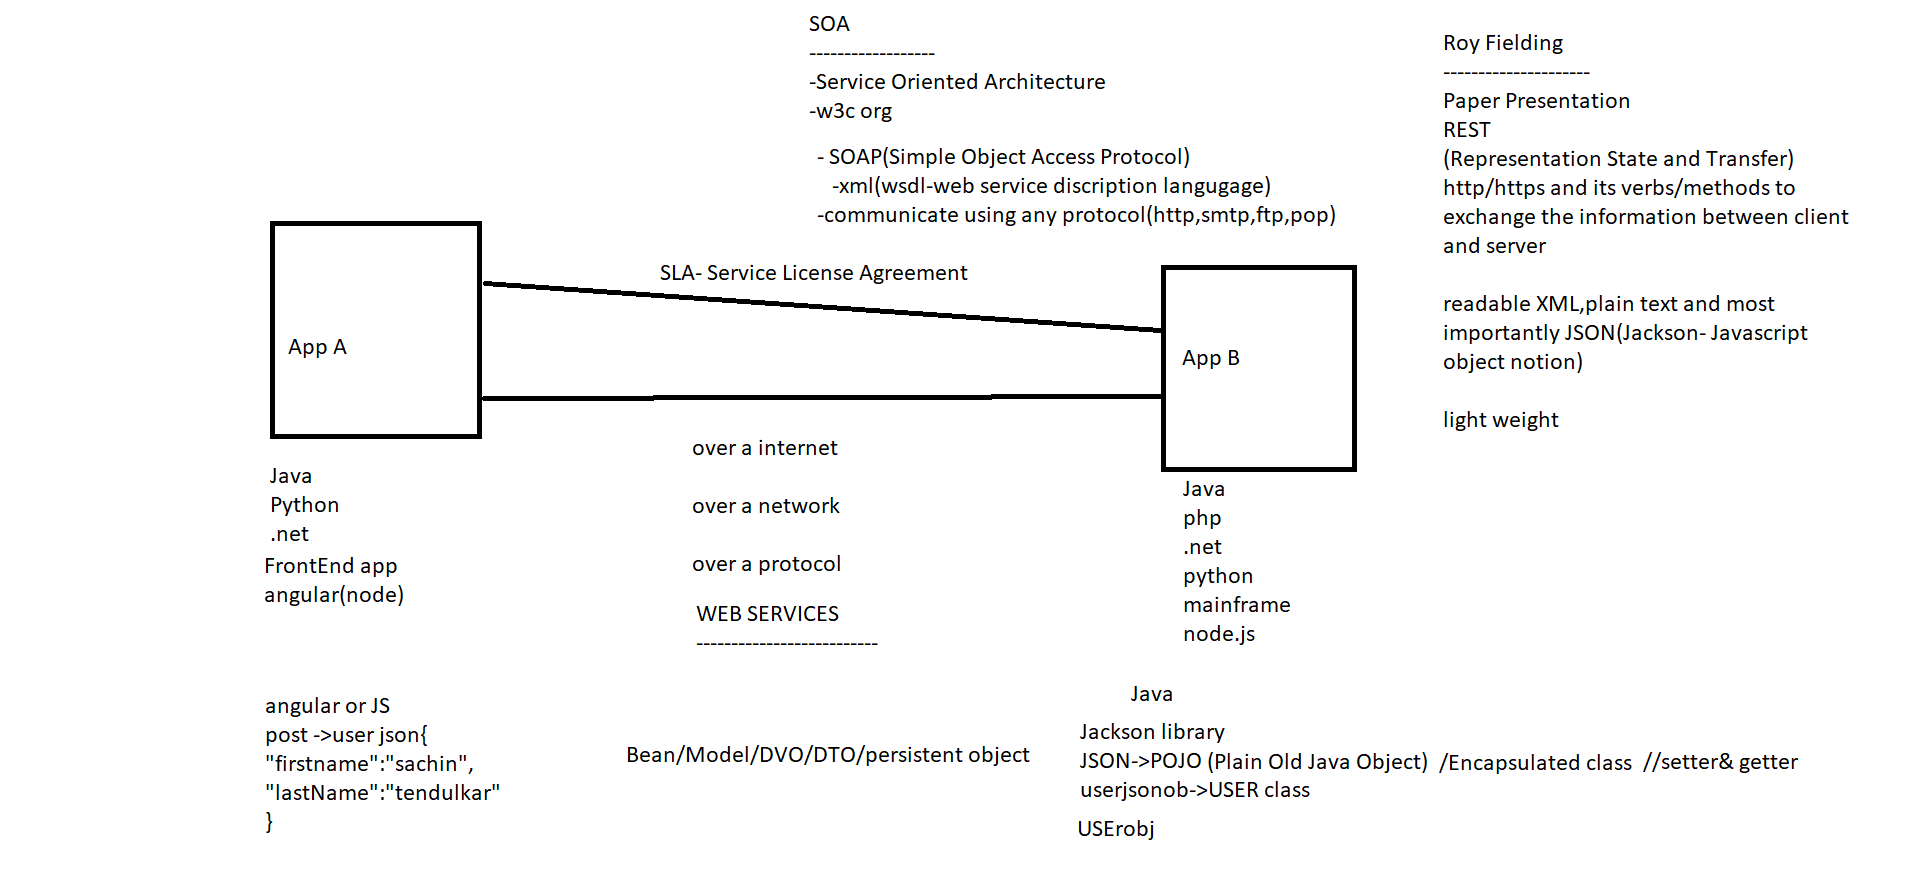 SOA
------------------
-Service Oriented Architecture
-w3c org
- SOAP(Simple Object Access Protocol)
-xml(wsdl-web service discription langugage)
-communicate using any protocol(http,smtp,ftp,pop)
Roy Fielding
---------------------
Paper Presentation
REST
(Representation State and Transfer)
http/https and its verbs/methods to
exchange the information between client
and server
readable XML,plain text and most
importantly JSON(Jackson- Javascript
object notion)
light weight
SLA- Service License Agreement
App A
App B
over a internet
over a network
over a protocol
WEB SERVICES
--------------------------
Java
Python
.net
FrontEnd app
angular(node)
Java
php
.net
python
mainframe
node.js
angular or JS
post ->user json{
"firstname":"sachin",
"lastName":"tendulkar"
}
Bean/Model/DVO/DTO/persistent object
Java
Jackson library
JSON->POJO (Plain Old Java Object) /Encapsulated class //setter& getter
userjsonob->USER class
USErobj